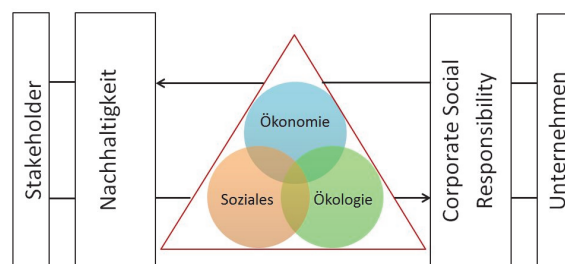 Stakeholder
Nachhaltigkeit
Ökonomie
Soziales
Ökologie
Corporate Social
Responsibility
Unternehmen